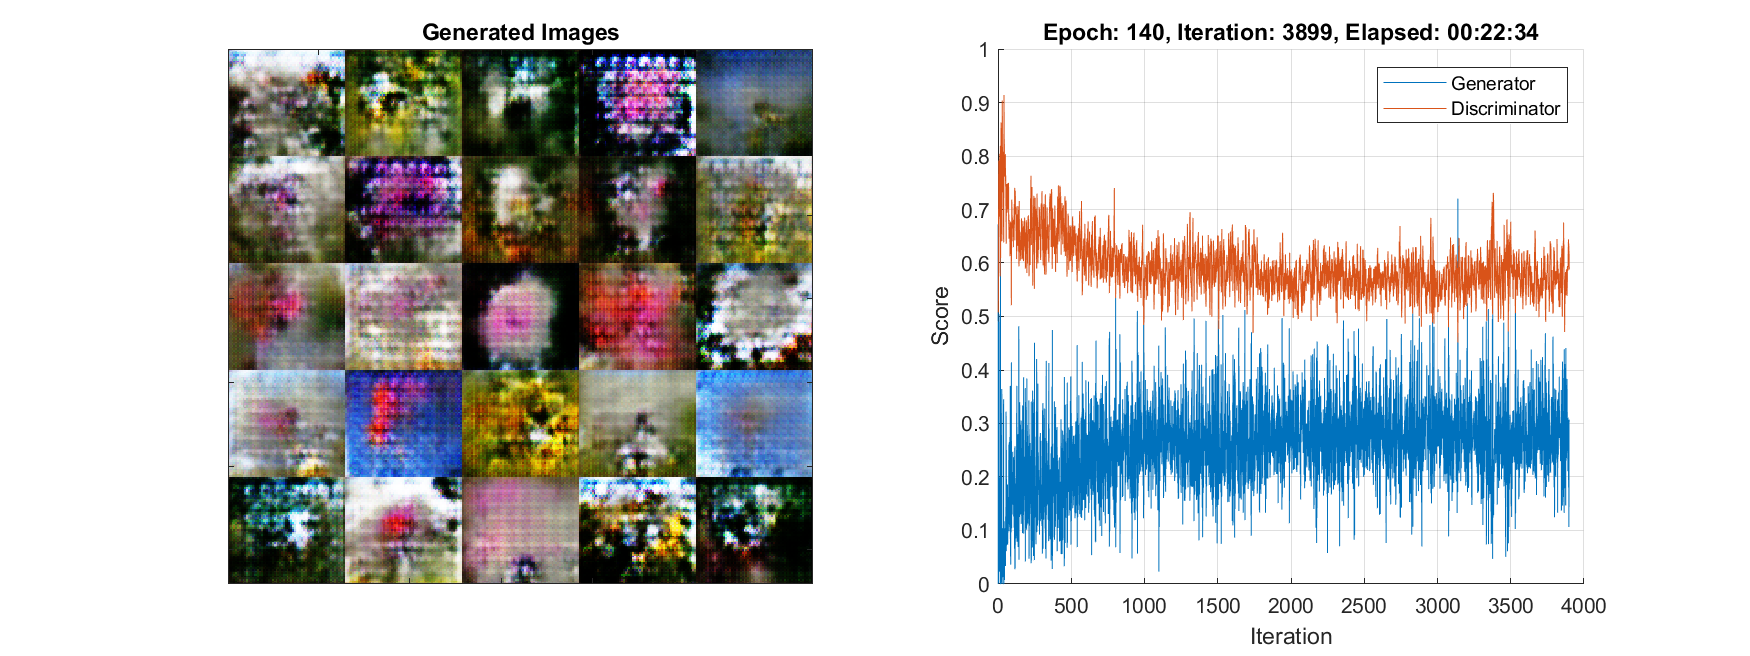 Generated Images
Epoch: 140, Iteration: 3899, Elapsed: 00:22:34
Generator
Discriminator
1
0.9
0.8
0.7
0.6
0.5
0.4
0.3
0.2
0.1
0
Score
0 500 1000 1500 2000 2500 3000 3500 4000
Iteration